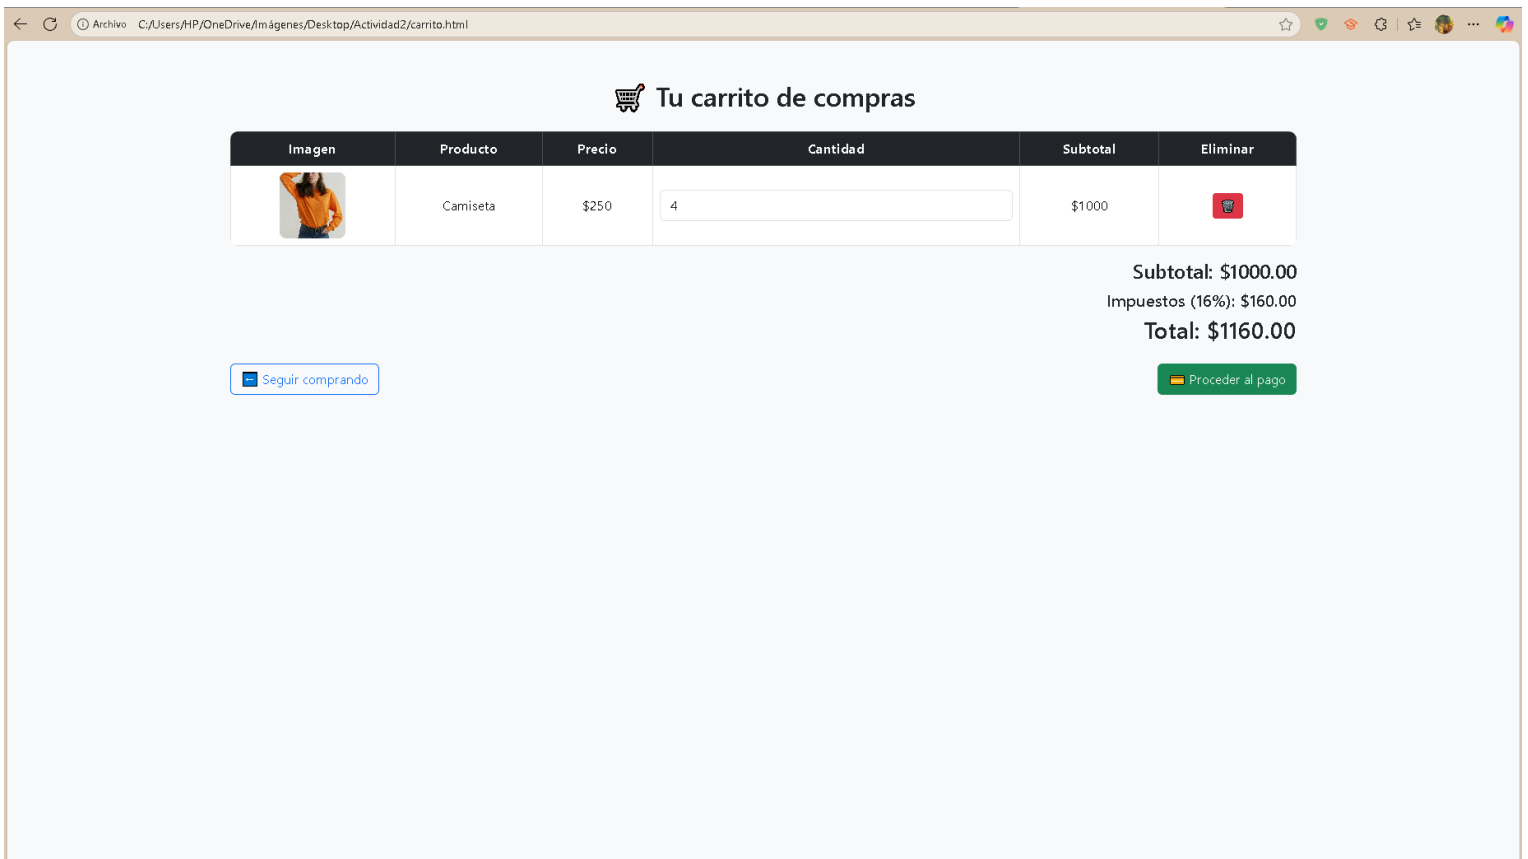 Archivo C:/Users/HP/OneDrive/Imágenes/Desktop/Actividad2/carrito.html
Tu carrito de compras
Imagen Producto Precio Cantidad Subtotal Eliminar
Camiseta $250 4 $1000
Subtotal: $1000.00
Impuestos (16%): $160.00
Total: $1160.00
Seguir comprando Proceder al pago